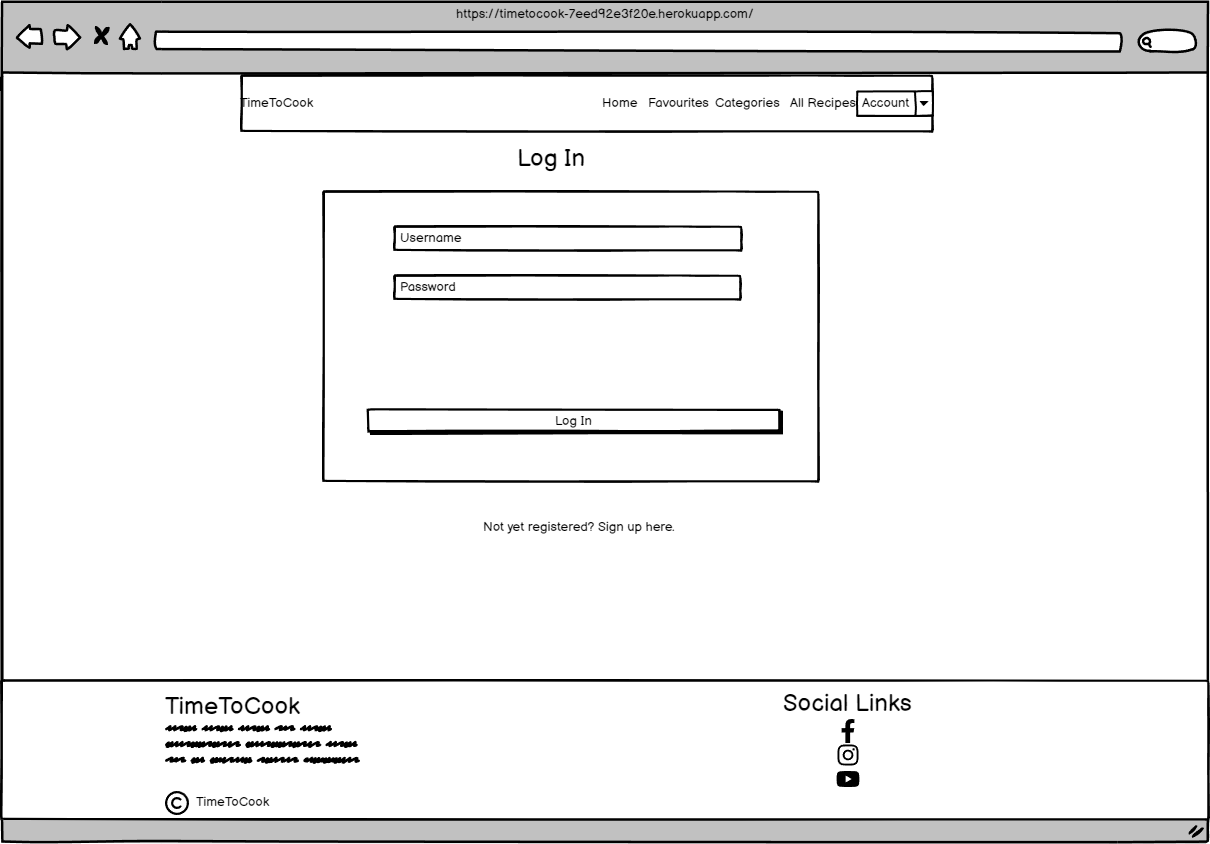 https://timetocook-7eed92e3f20e.herokuapp.com/
TimeToCook Home Favourites Categories All Recipes Account
Log In
Username
Password
Log In
Not yet registered? Sign up here.
TimeToCook
Social Links
© TimeToCook